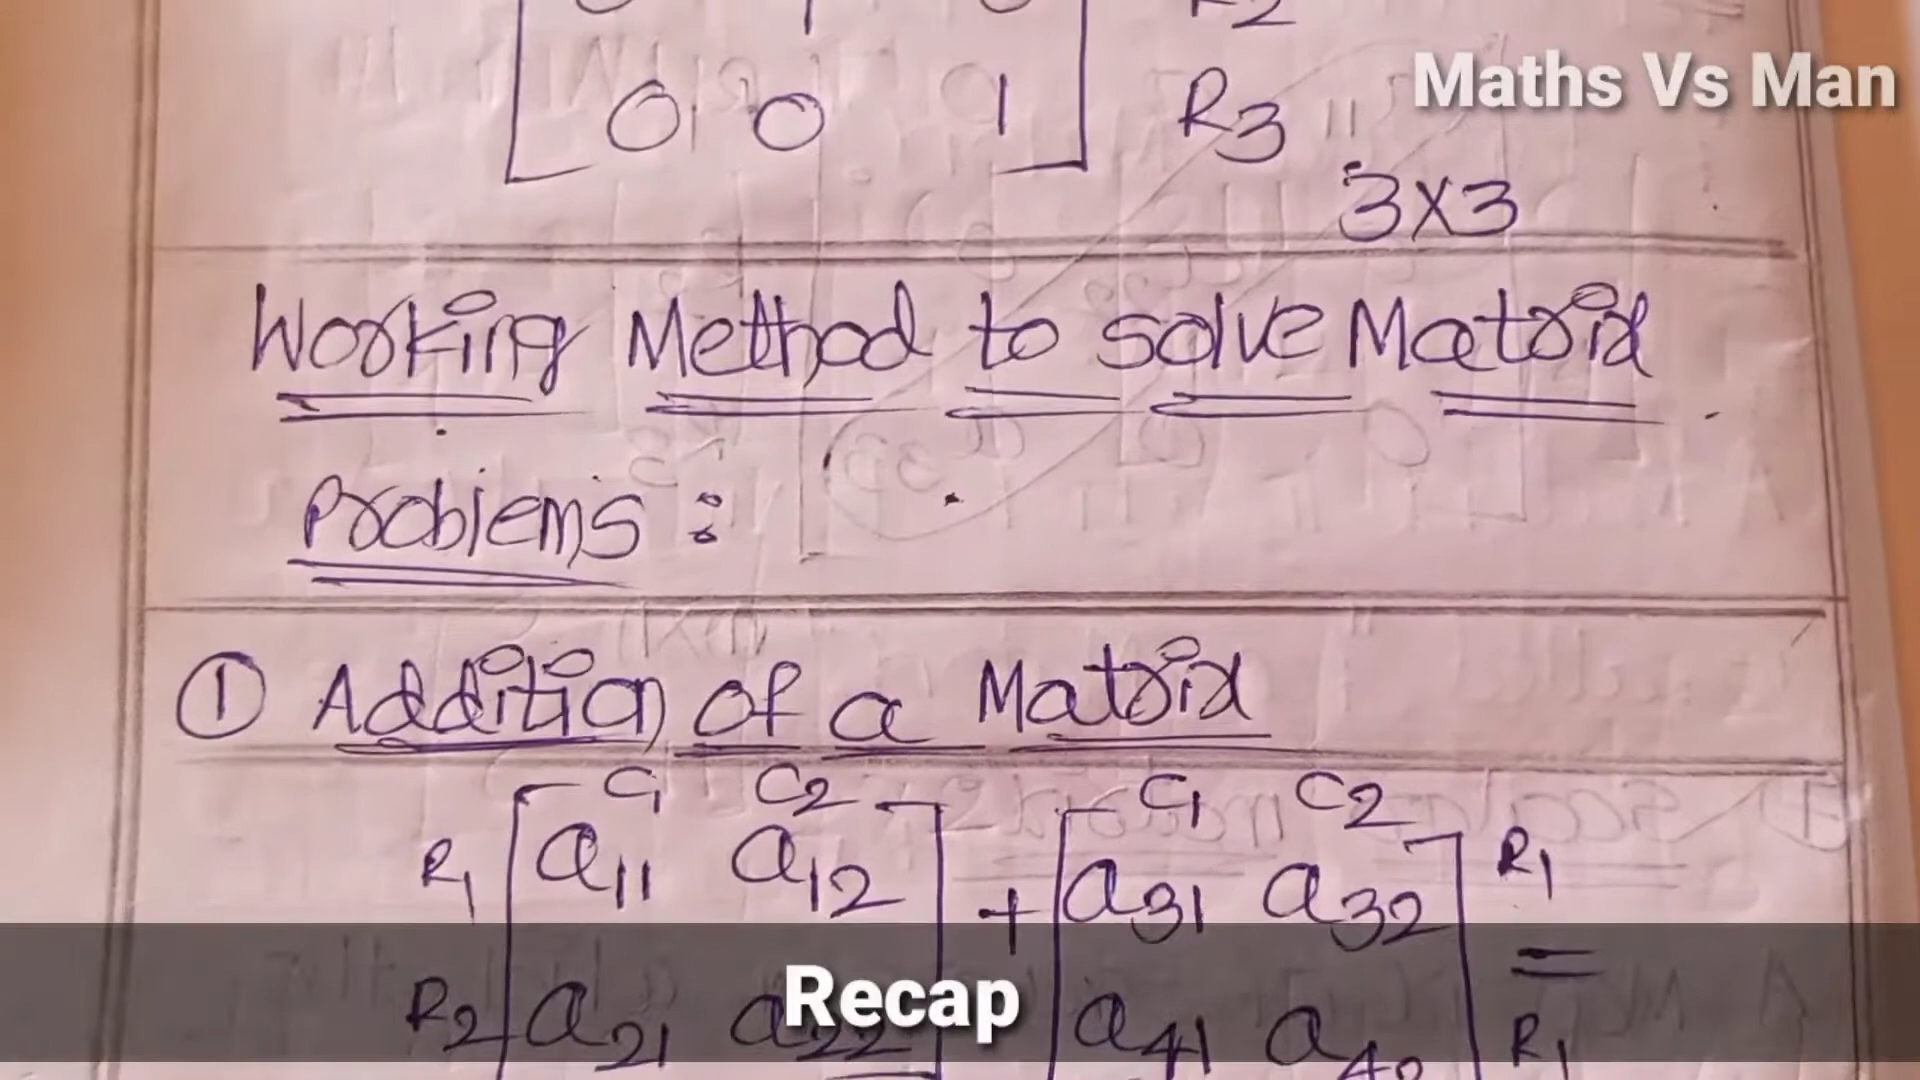 Maths Vs Man
0 0 1 R3
3x3
Working Method to solve Matrix
Problems :
① Addition of a Matrix
C1 C2 C1 C2
R1 a11 a12 + a31 a32 R1
=
R2 a21 a22 a41 a42 R1
Recap